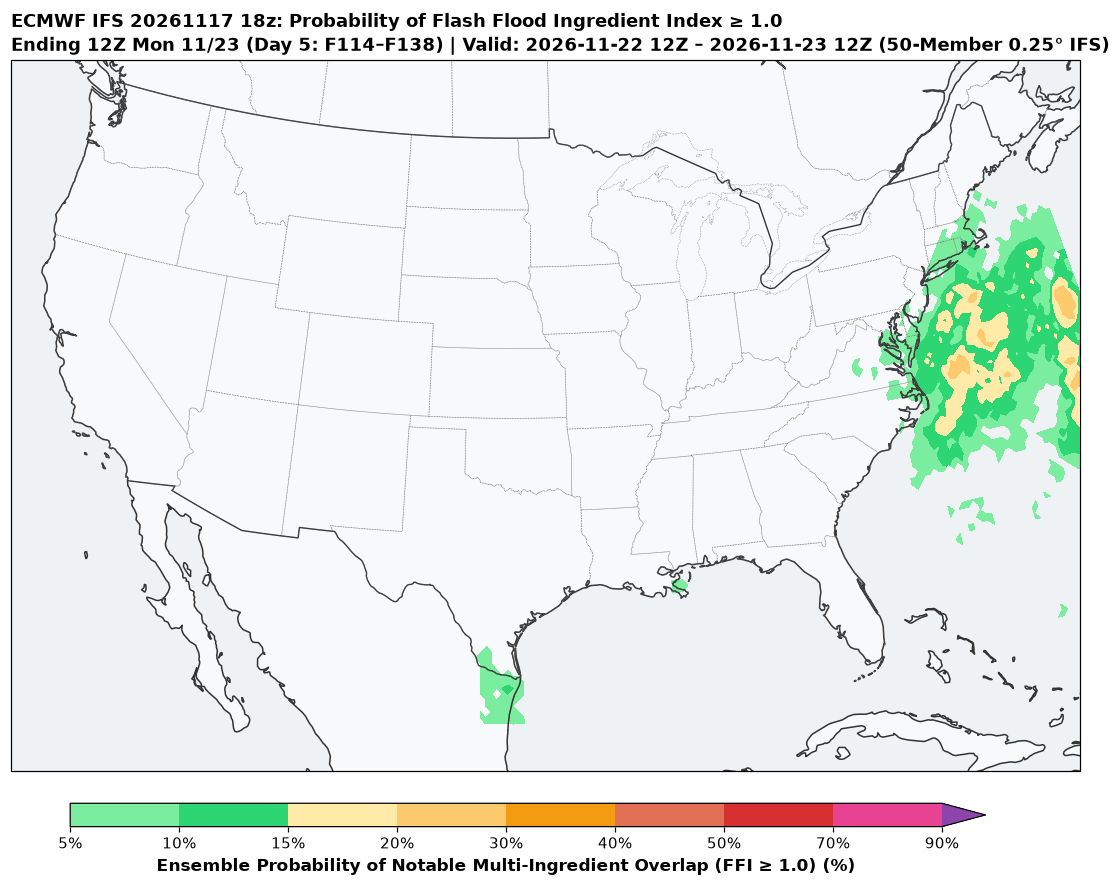 ECMWF IFS 20261117 18z: Probability of Flash Flood Ingredient Index ≥ 1.0
Ending 12Z Mon 11/23 (Day 5: F114–F138) | Valid: 2026-11-22 12Z – 2026-11-23 12Z (50-Member 0.25° IFS)
5% 10% 15% 20% 30% 40% 50% 70% 90%
Ensemble Probability of Notable Multi-Ingredient Overlap (FFI ≥ 1.0) (%)